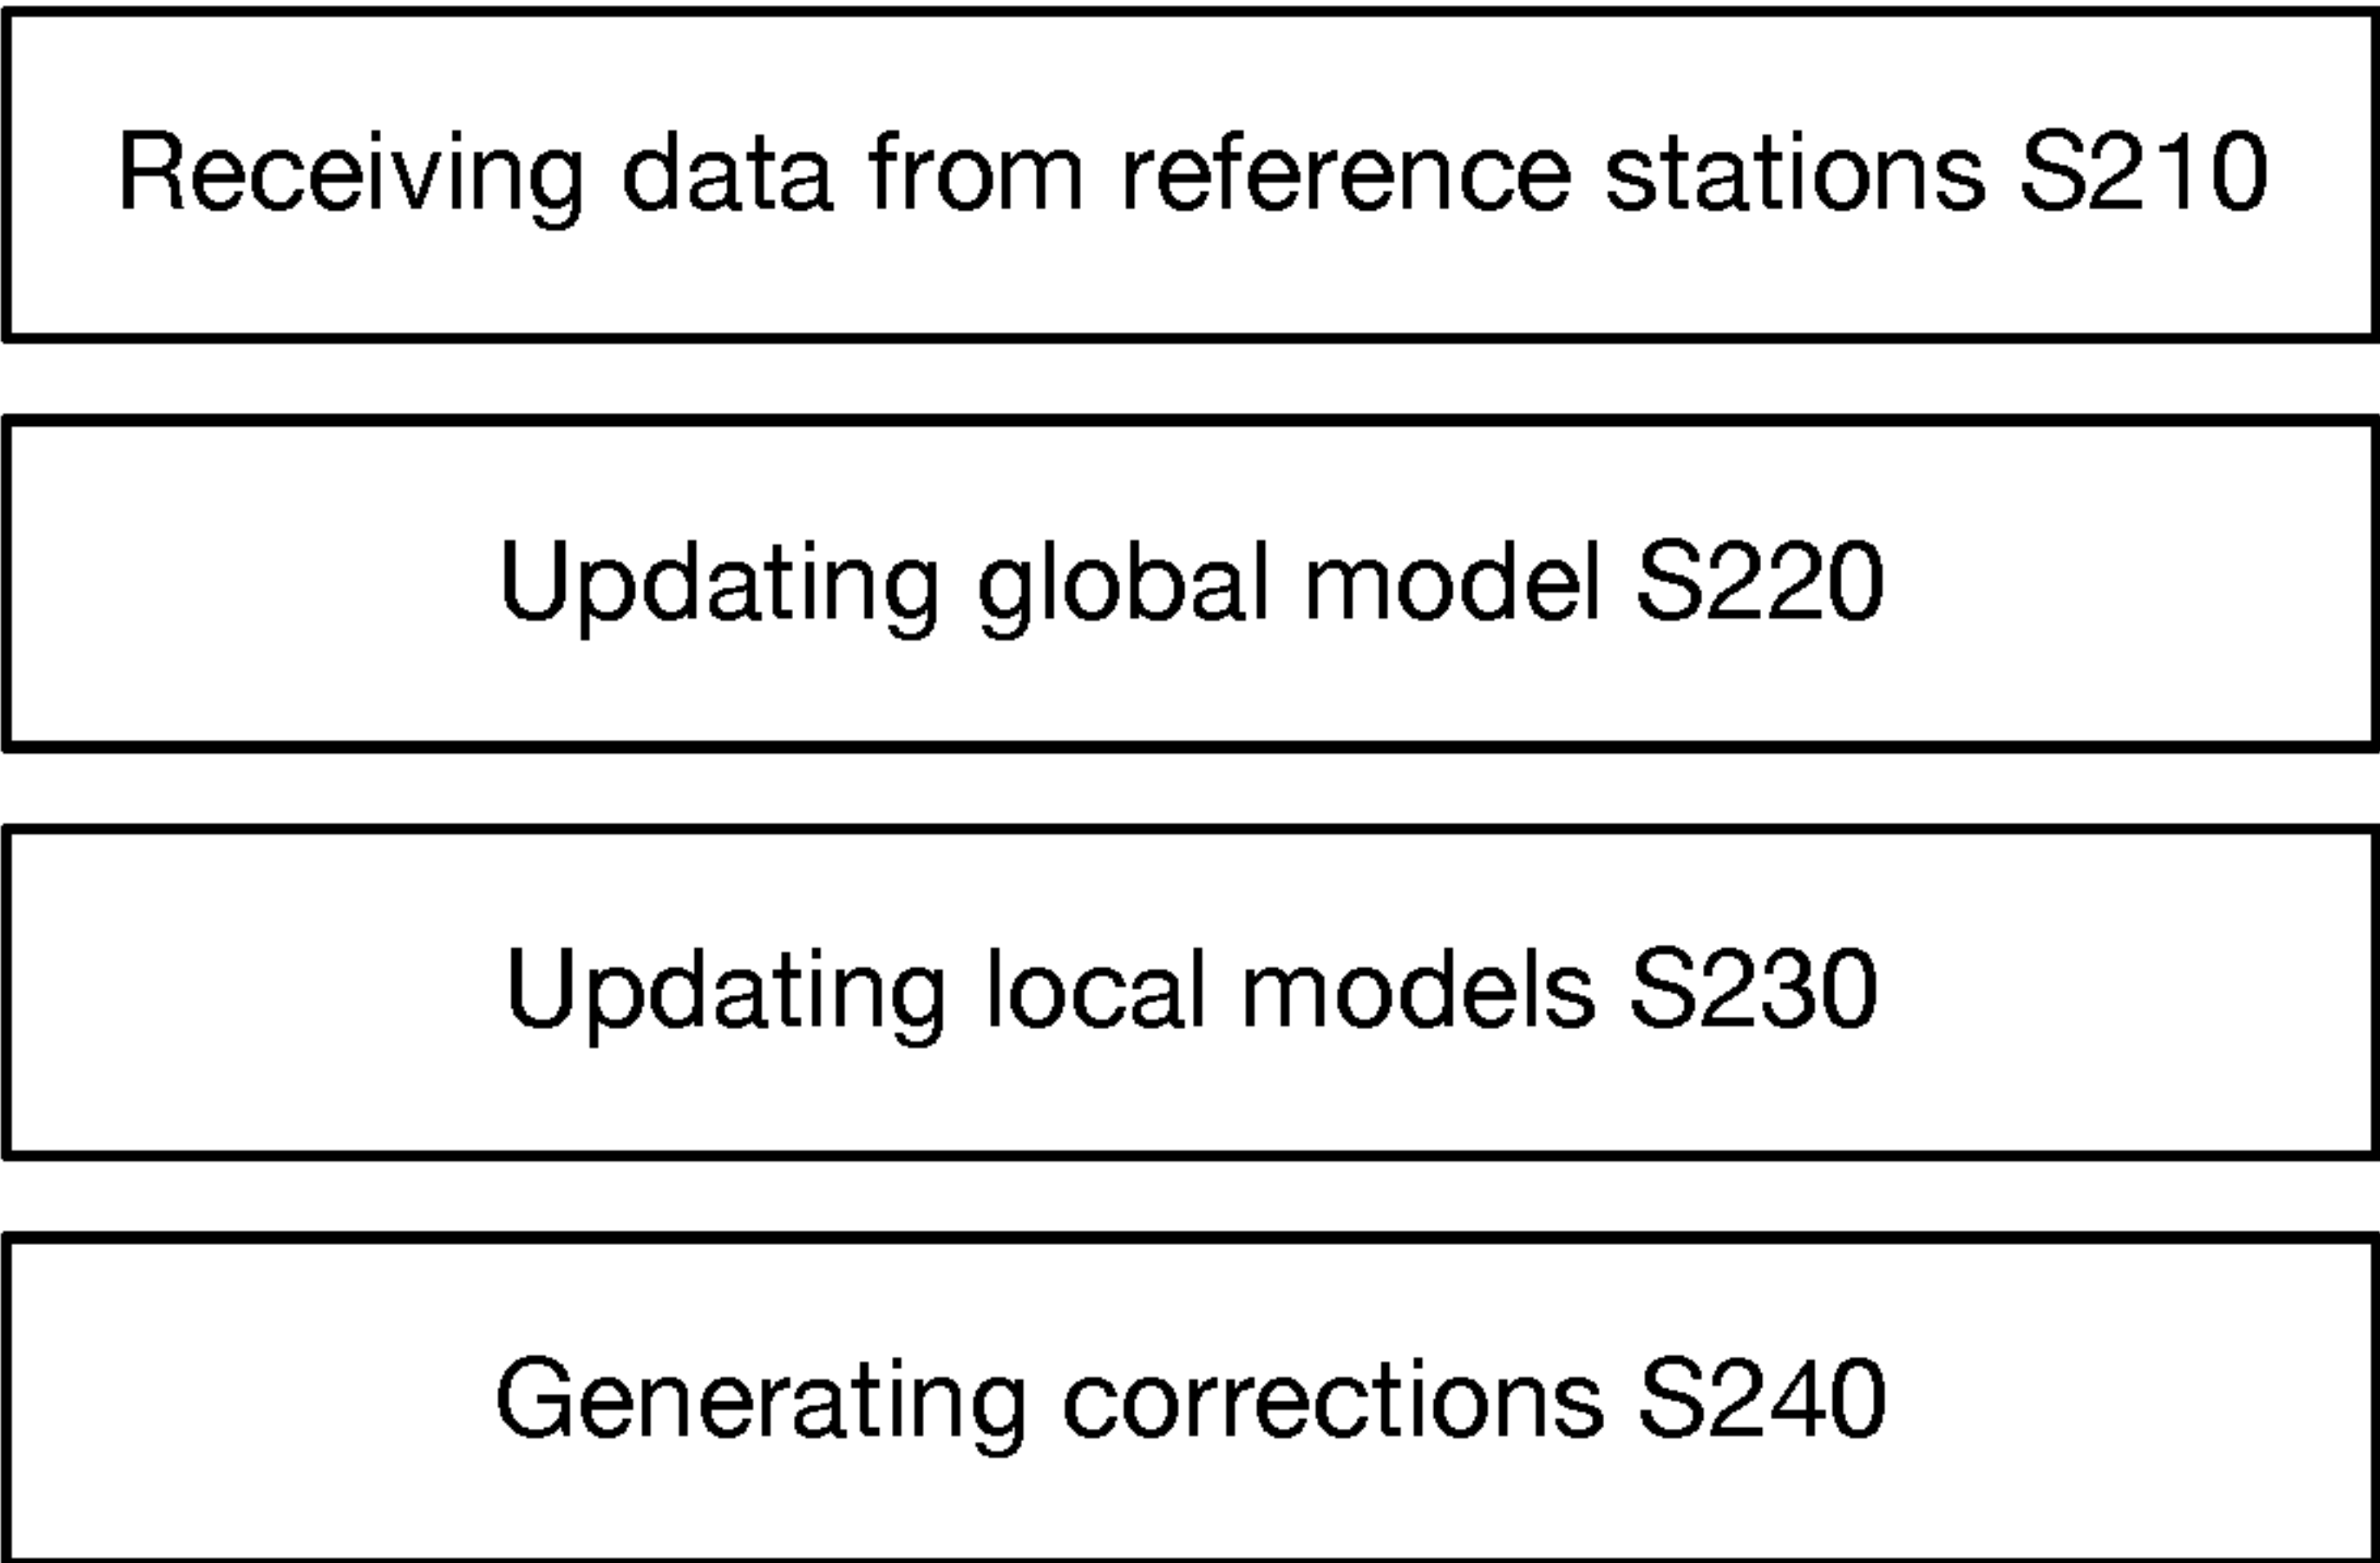 Receiving data from reference stations S210
Updating global model S220
Updating local models S230
Generating corrections S240